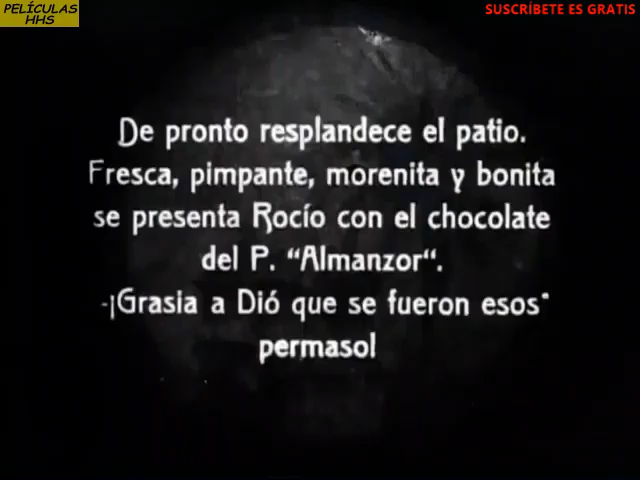 PELÍCULAS
HHS
SUSCRÍBETE ES GRATIS
De pronto resplandece el patio.
Fresca, pimpante, morenita y bonita
se presenta Rocío con el chocolate
del P. “Almanzor“.
-¡Grasia a Dió que se fueron esos
permaso!